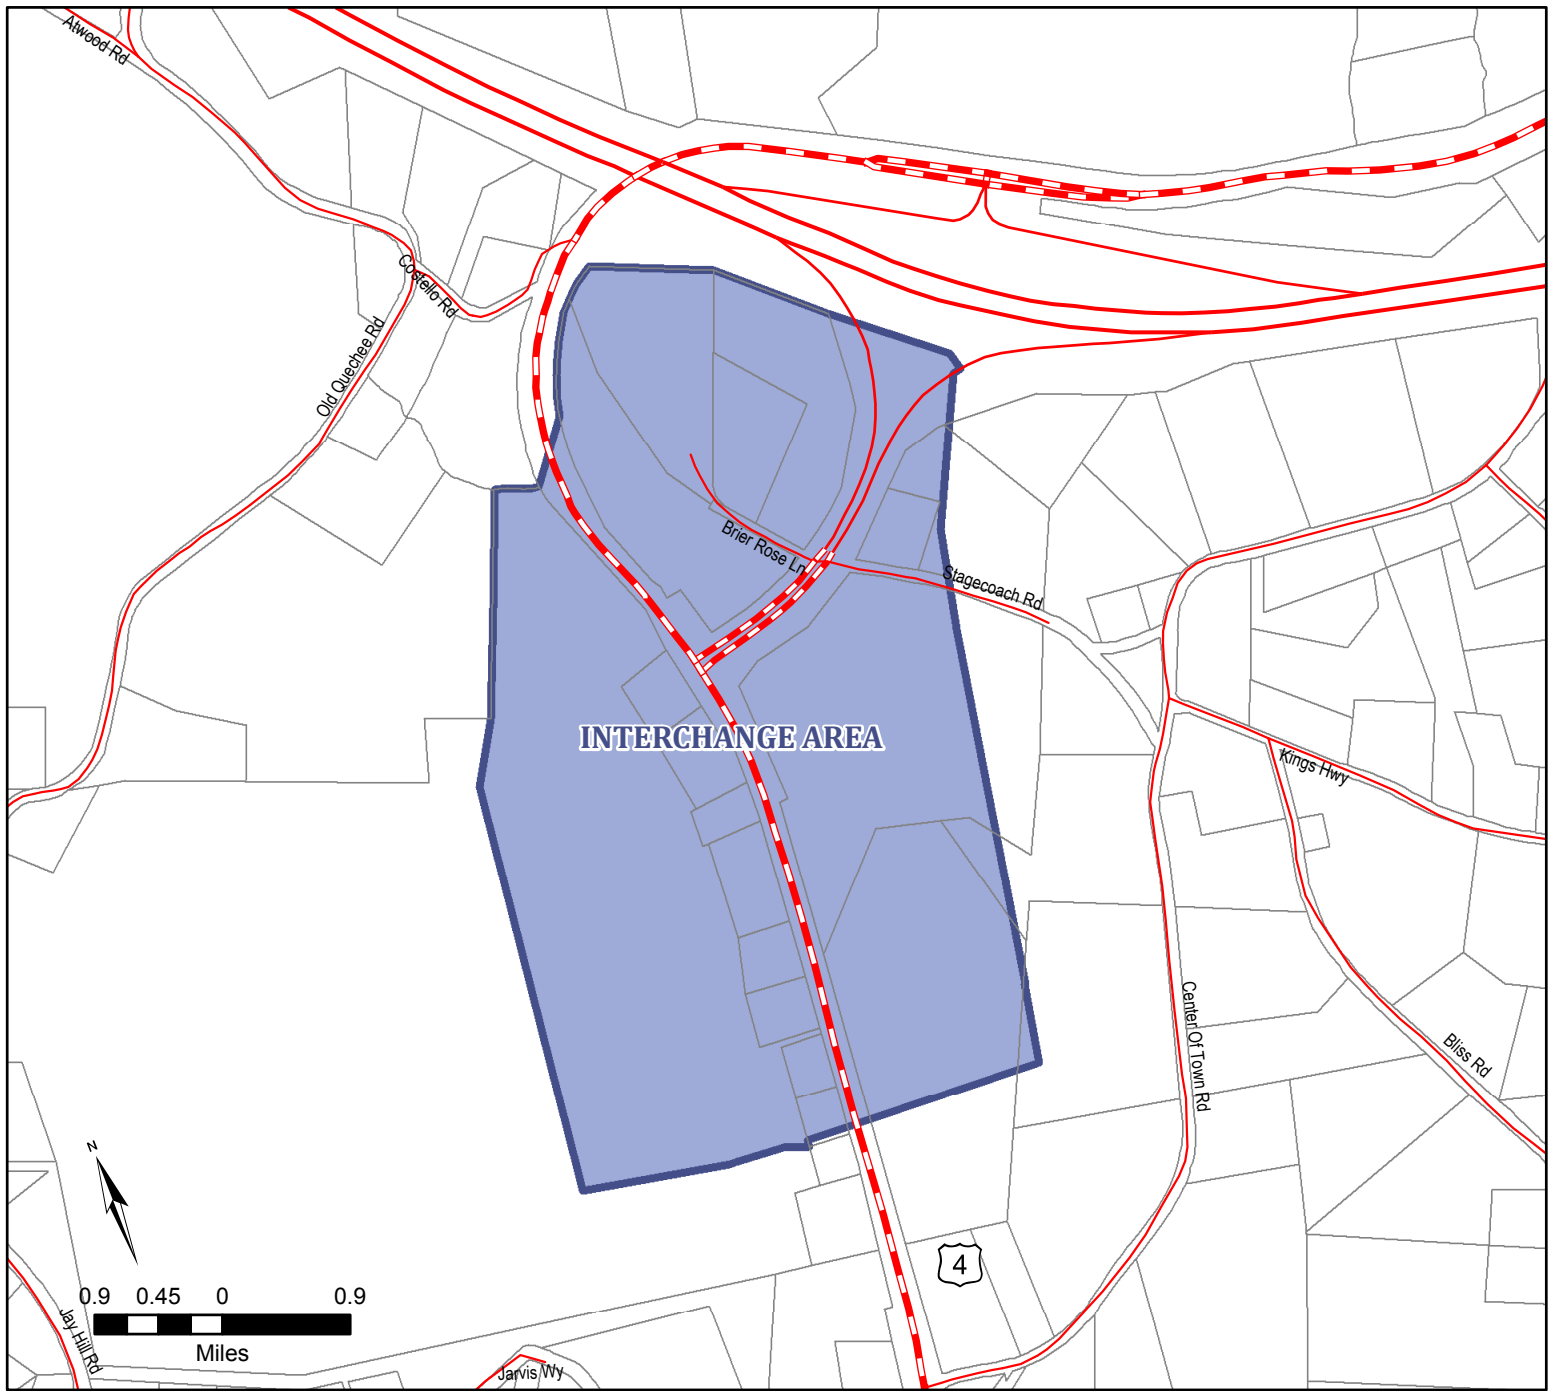 Atwood Rd
Costello Rd
Old Quechee Rd
Brier Rose Ln
Stagecoach Rd
INTERCHANGE AREA
Kings Hwy
Center Of Town Rd
Bliss Rd
N
4
0.9 0.45 0 0.9
Miles
Jay Hill Rd
Jarvis Wy